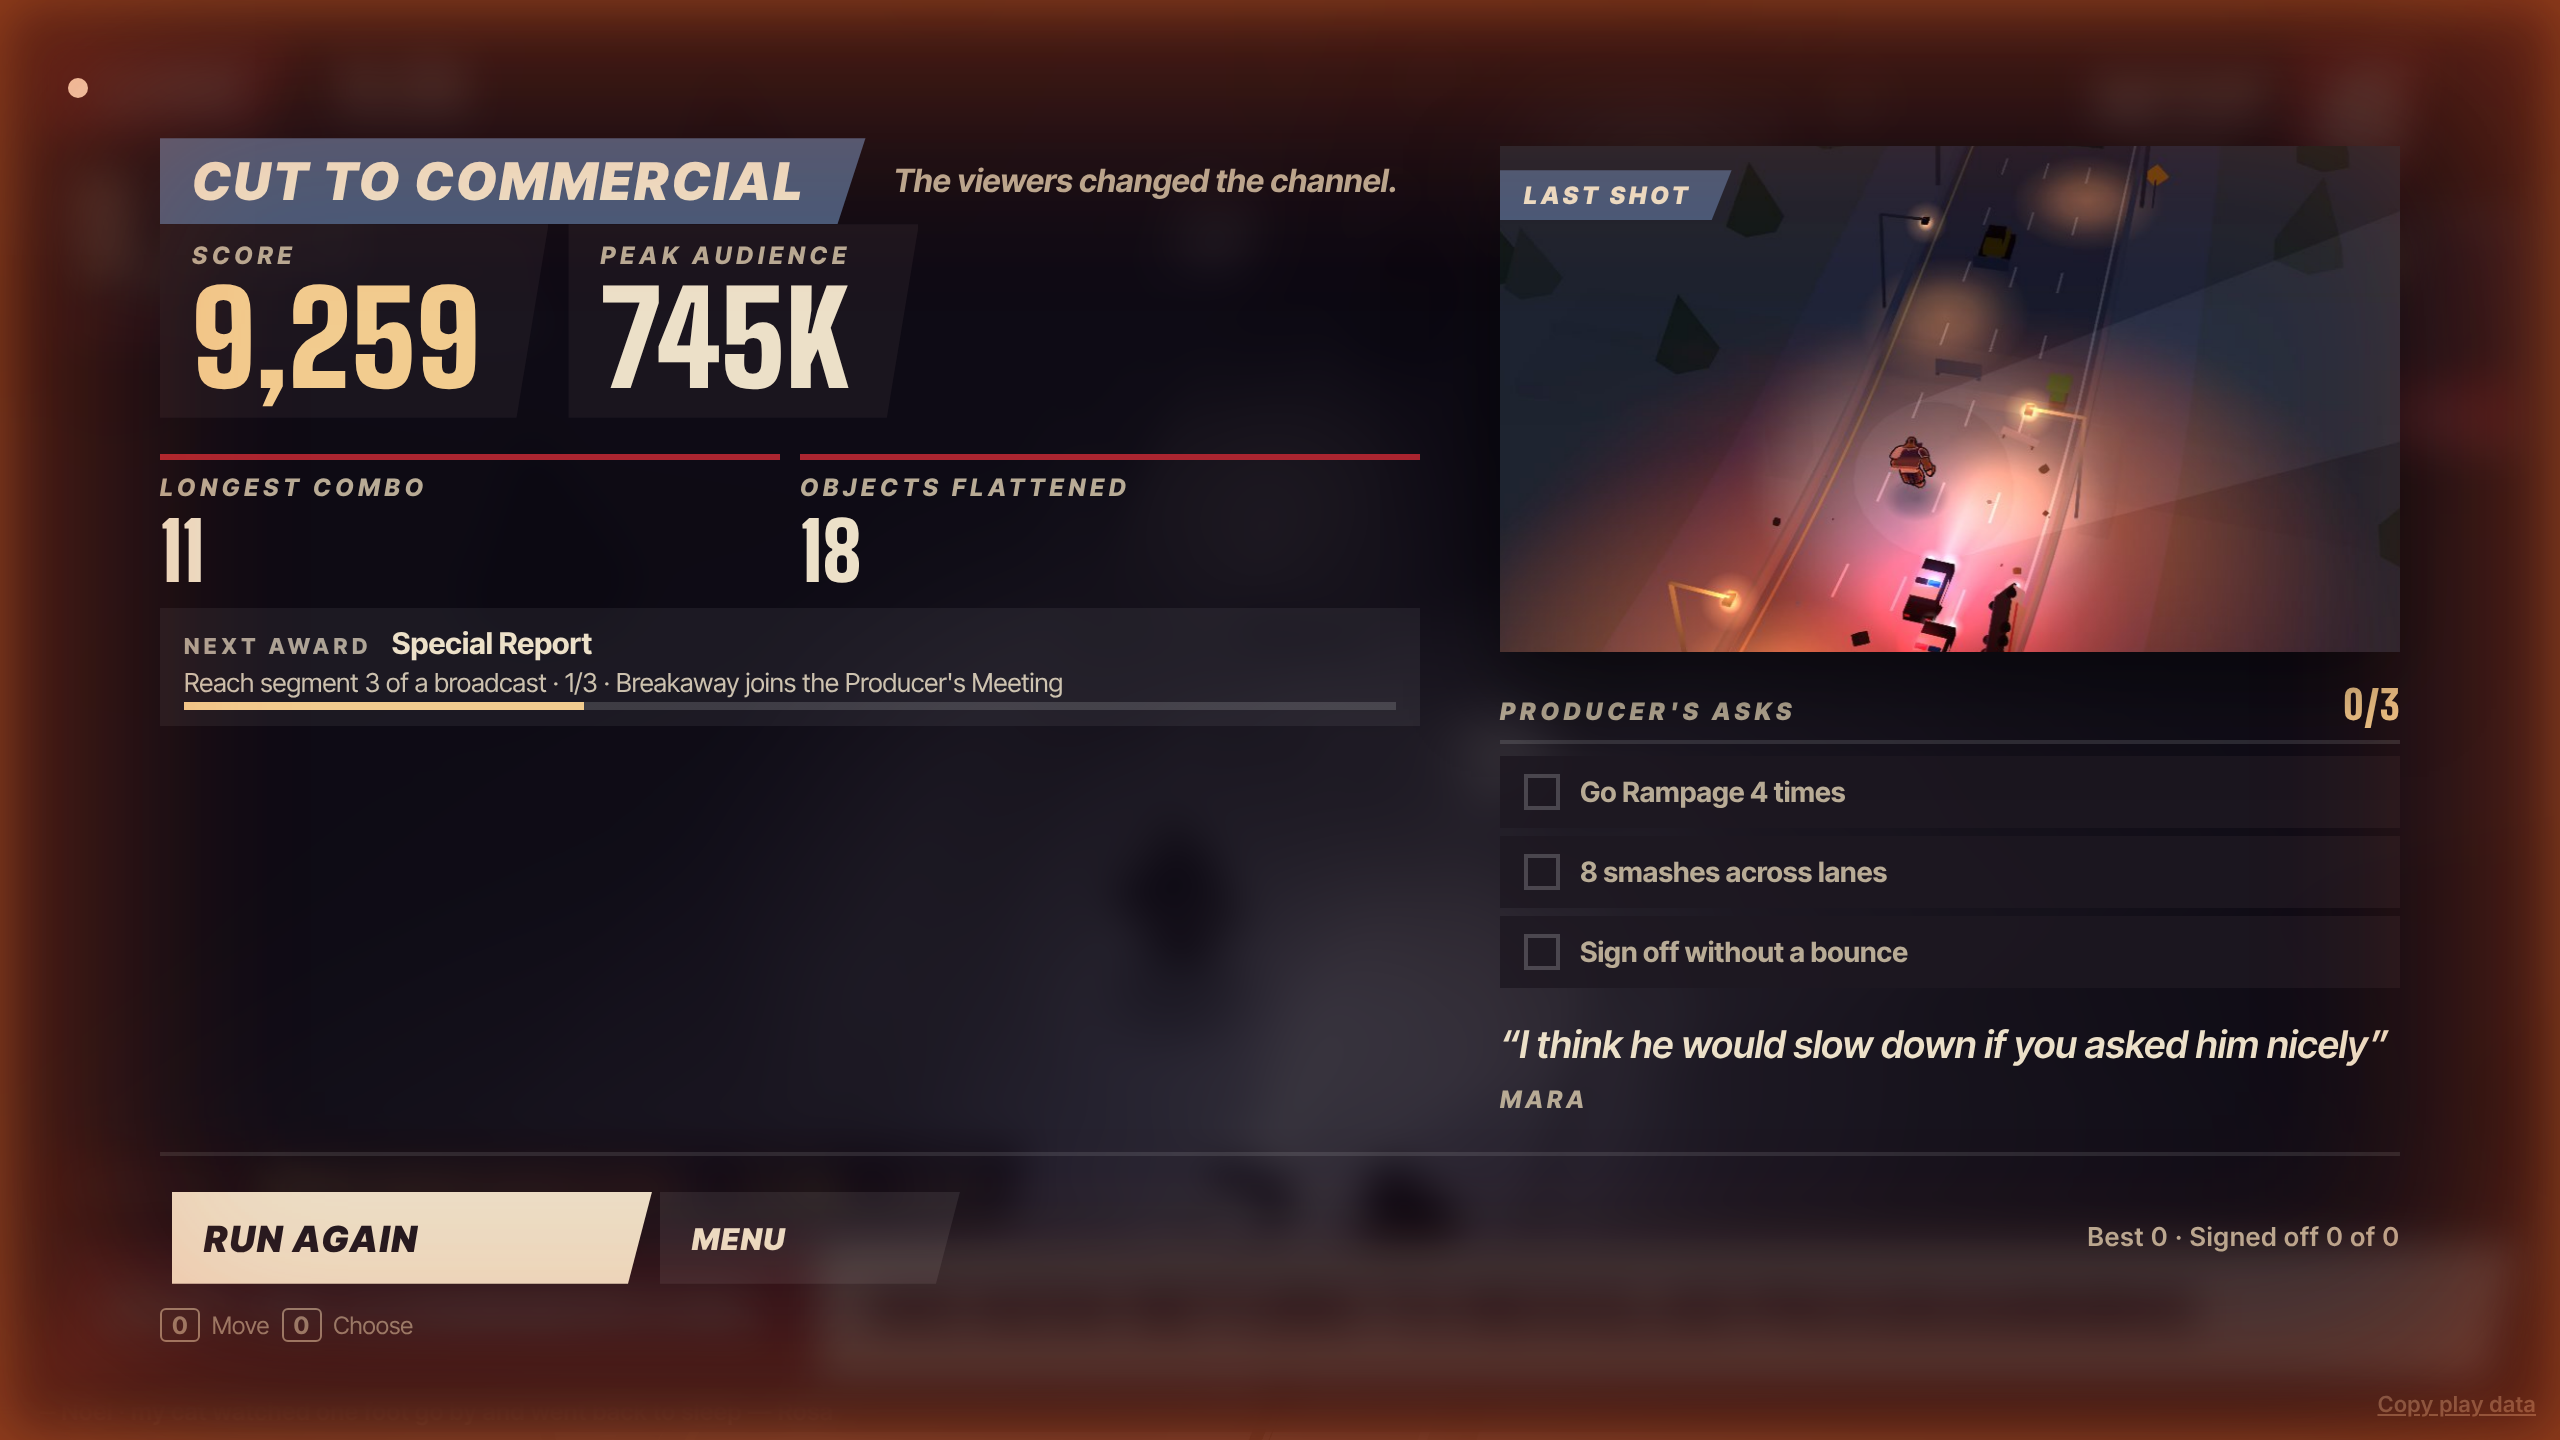 CUT TO COMMERCIAL
The viewers changed the channel.
SCORE
9,259
PEAK AUDIENCE
745K
LONGEST COMBO
11
OBJECTS FLATTENED
18
NEXT AWARD Special Report
Reach segment 3 of a broadcast · 1/3 · Breakaway joins the Producer's Meeting
LAST SHOT
PRODUCER'S ASKS 0/3
Go Rampage 4 times
8 smashes across lanes
Sign off without a bounce
“I think he would slow down if you asked him nicely”
MARA
RUN AGAIN
MENU
Best 0 · Signed off 0 of 0
0 Move 0 Choose
Copy play data